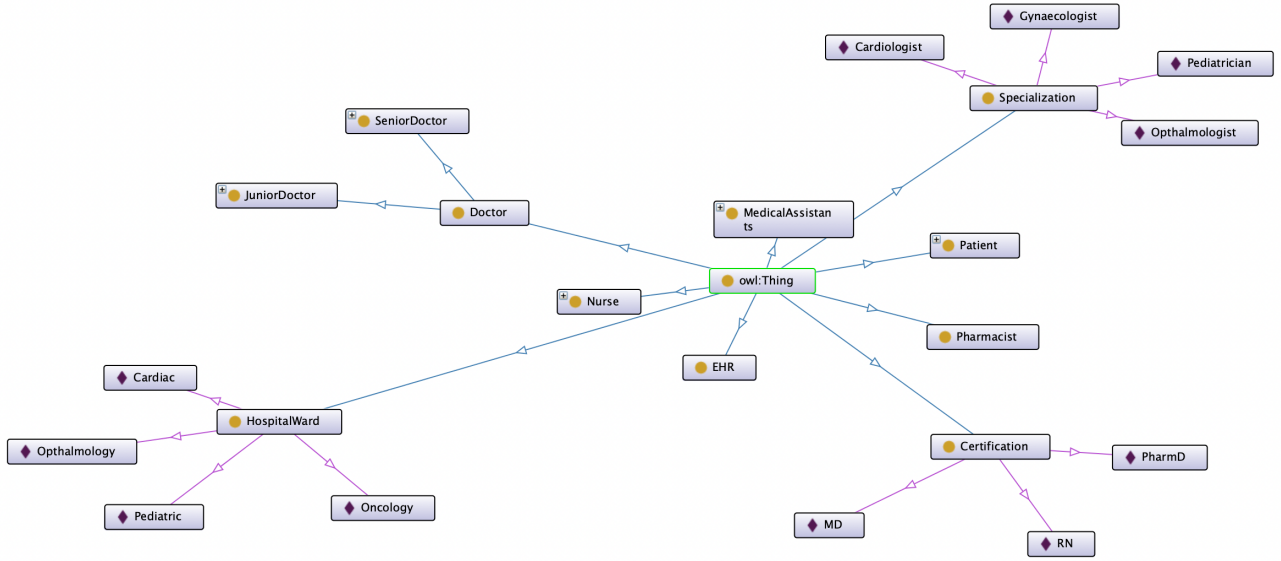 Gynaecologist
Cardiologist
Pediatrician
Specialization
Opthalmologist
SeniorDoctor
JuniorDoctor
Doctor
MedicalAssistan
ts
Patient
owl:Thing
Nurse
Pharmacist
EHR
Cardiac
HospitalWard
Opthalmology
Certification
PharmD
Pediatric
Oncology
MD
RN